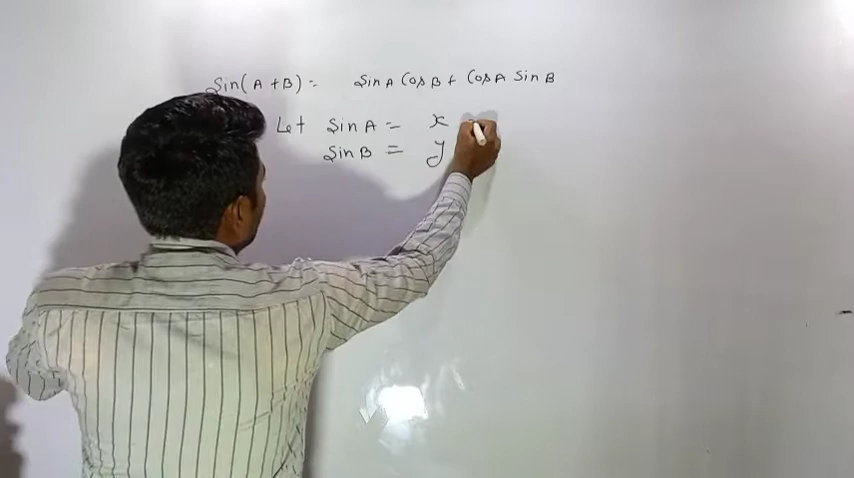 Sin(A+B) = SinA CosB + CosA SinB
Let SinA = x
SinB = y